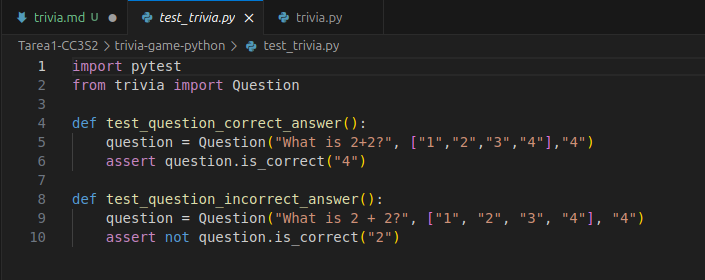 trivia.md U ● test_trivia.py × trivia.py
Tarea1-CC3S2 > trivia-game-python > test_trivia.py
1 import pytest
2 from trivia import Question
3
4 def test_question_correct_answer():
5     question = Question("What is 2+2?", ["1","2","3","4"],"4")
6     assert question.is_correct("4")
7
8 def test_question_incorrect_answer():
9     question = Question("What is 2 + 2?", ["1", "2", "3", "4"], "4")
10     assert not question.is_correct("2")